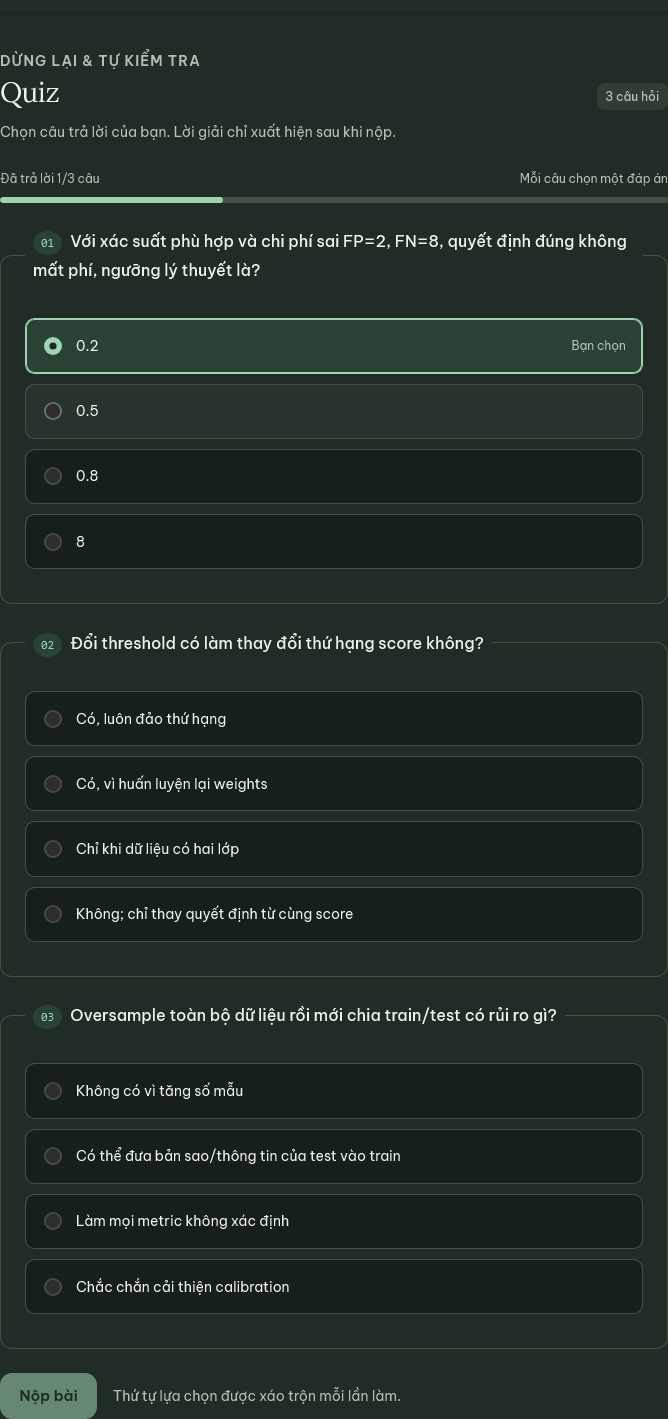 DỪNG LẠI & TỰ KIỂM TRA
Quiz
3 câu hỏi
Chọn câu trả lời của bạn. Lời giải chỉ xuất hiện sau khi nộp.
Đã trả lời 1/3 câu
Mỗi câu chọn một đáp án
01 Với xác suất phù hợp và chi phí sai FP=2, FN=8, quyết định đúng không
mất phí, ngưỡng lý thuyết là?
0.2
Bạn chọn
0.5
0.8
8
02 Đổi threshold có làm thay đổi thứ hạng score không?
Có, luôn đảo thứ hạng
Có, vì huấn luyện lại weights
Chỉ khi dữ liệu có hai lớp
Không; chỉ thay quyết định từ cùng score
03 Oversample toàn bộ dữ liệu rồi mới chia train/test có rủi ro gì?
Không có vì tăng số mẫu
Có thể đưa bản sao/thông tin của test vào train
Làm mọi metric không xác định
Chắc chắn cải thiện calibration
Nộp bài
Thứ tự lựa chọn được xáo trộn mỗi lần làm.